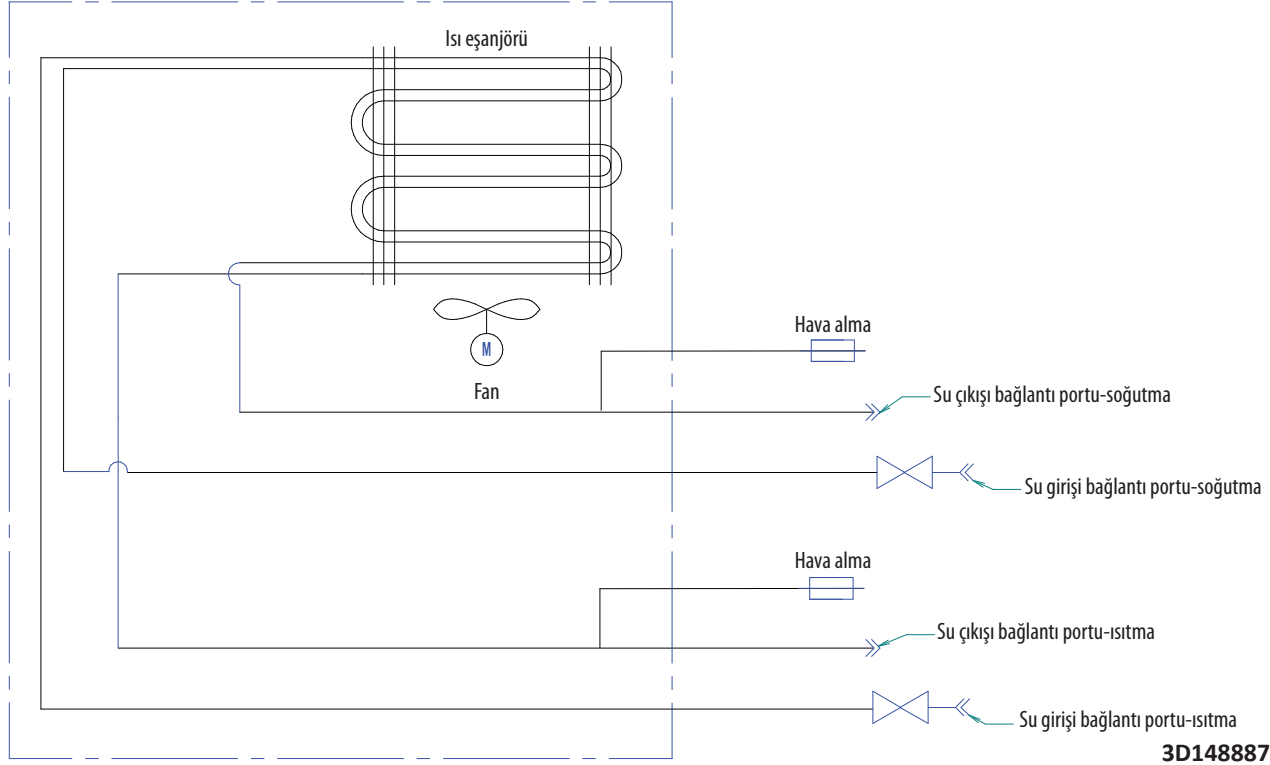 Isı eşanjörü
Hava alma
M
Fan
Su çıkışı bağlantı portu-soğutma
Su girişi bağlantı portu-soğutma
Hava alma
Su çıkışı bağlantı portu-ısıtma
Su girişi bağlantı portu-ısıtma
3D148887